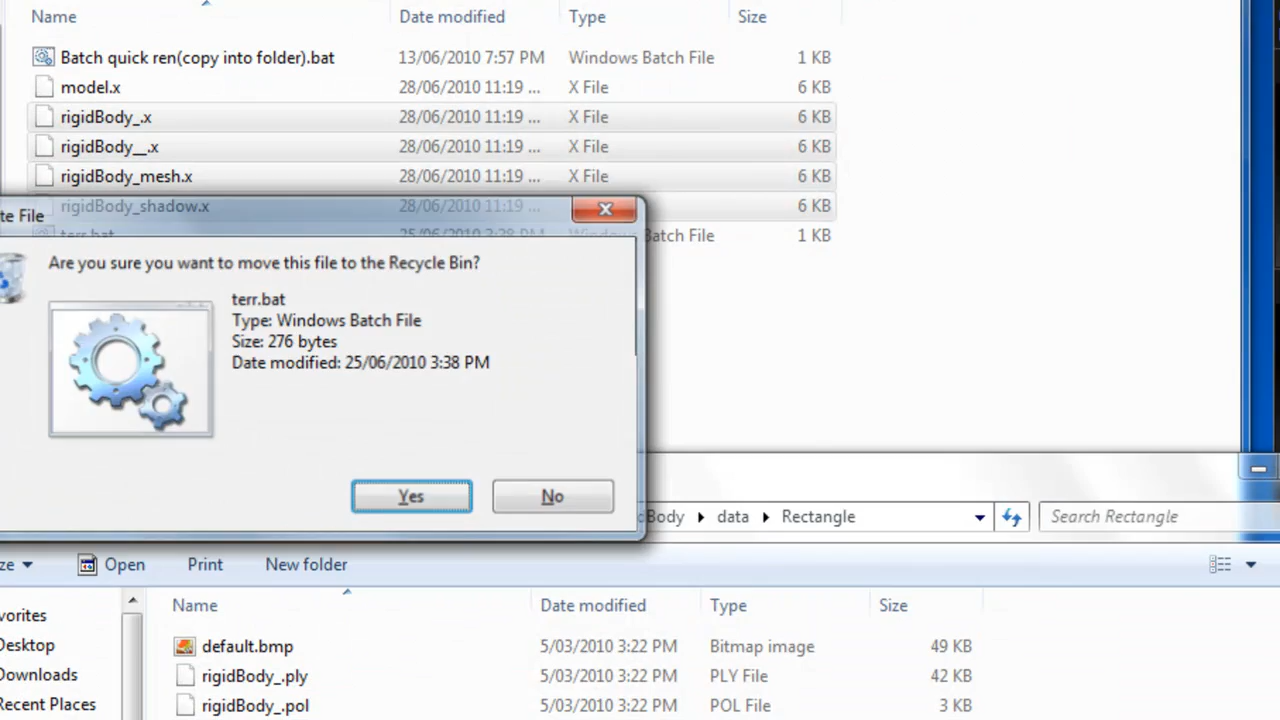 Name Date modified Type Size
Batch quick ren(copy into folder).bat 13/06/2010 7:57 PM Windows Batch File 1 KB
model.x 28/06/2010 11:19 ... X File 6 KB
rigidBody_.x 28/06/2010 11:19 ... X File 6 KB
rigidBody__.x 28/06/2010 11:19 ... X File 6 KB
rigidBody_mesh.x 28/06/2010 11:19 ... X File 6 KB
rigidBody_shadow.x 28/06/2010 11:19 ... X File 6 KB
te File
terr.bat 25/06/2010 3:38 PM Windows Batch File 1 KB
Are you sure you want to move this file to the Recycle Bin?
terr.bat
Type: Windows Batch File
Size: 276 bytes
Date modified: 25/06/2010 3:38 PM
Yes No
dBody data Rectangle Search Rectangle
ze Open Print New folder
Name Date modified Type Size
vorites
default.bmp 5/03/2010 3:22 PM Bitmap image 49 KB
Desktop
rigidBody_.ply 5/03/2010 3:22 PM PLY File 42 KB
Downloads
rigidBody_.pol 5/03/2010 3:22 PM POL File 3 KB
Recent Places